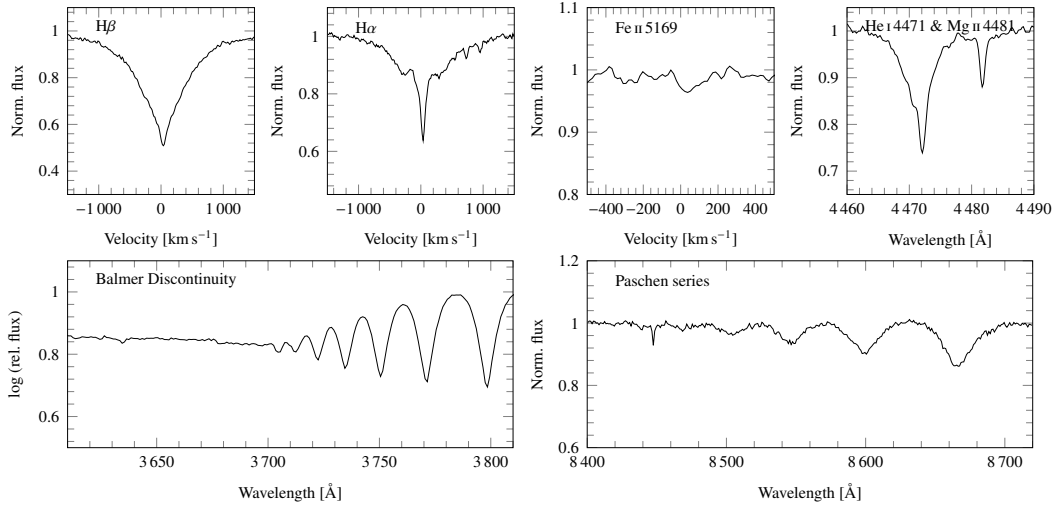 Hβ
Norm. flux
1
0.8
0.6
0.4
−1 000 0 1 000
Velocity [km s⁻¹]
Hα
Norm. flux
1
0.8
0.6
−1 000 0 1 000
Velocity [km s⁻¹]
Fe II 5169
Norm. flux
1.1
1
0.9
0.8
−400 −200 0 200 400
Velocity [km s⁻¹]
He I 4471 & Mg II 4481
Norm. flux
1
0.9
0.8
0.7
4 460 4 470 4 480 4 490
Wavelength [Å]
Balmer Discontinuity
log (rel. flux)
1
0.8
0.6
3 650 3 700 3 750 3 800
Wavelength [Å]
Paschen series
Norm. flux
1.2
1
0.8
0.6
8 400 8 500 8 600 8 700
Wavelength [Å]